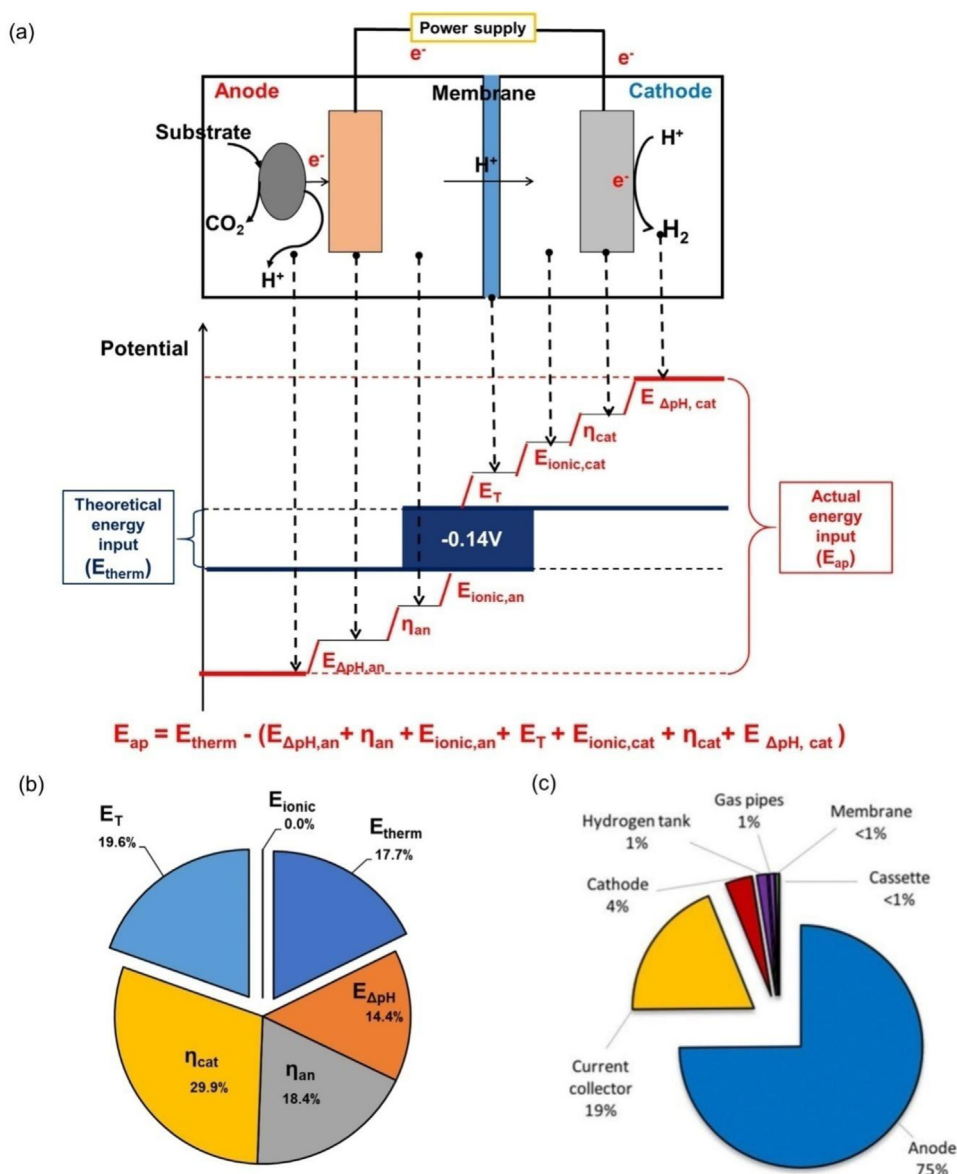 (a)
Power supply
e⁻
e⁻
Anode
Membrane
Cathode
Substrate
e⁻
H⁺
H⁺
e⁻
CO₂
H₂
H⁺
Potential
E ΔpH, cat
ηcat
Eionic,cat
ET
Theoretical
energy
input
(Etherm)
-0.14V
Actual
energy
input
(Eap)
Eionic,an
ηan
EΔpH,an
Eap = Etherm - (EΔpH,an+ ηan + Eionic,an+ ET + Eionic,cat + ηcat+ E ΔpH, cat )
(b)
ET
19.6%
Eionic
0.0%
Etherm
17.7%
EΔpH
14.4%
ηcat
29.9%
ηan
18.4%
(c)
Gas pipes
1%
Membrane
<1%
Hydrogen tank
1%
Cathode
4%
Cassette
<1%
Current
collector
19%
Anode
75%